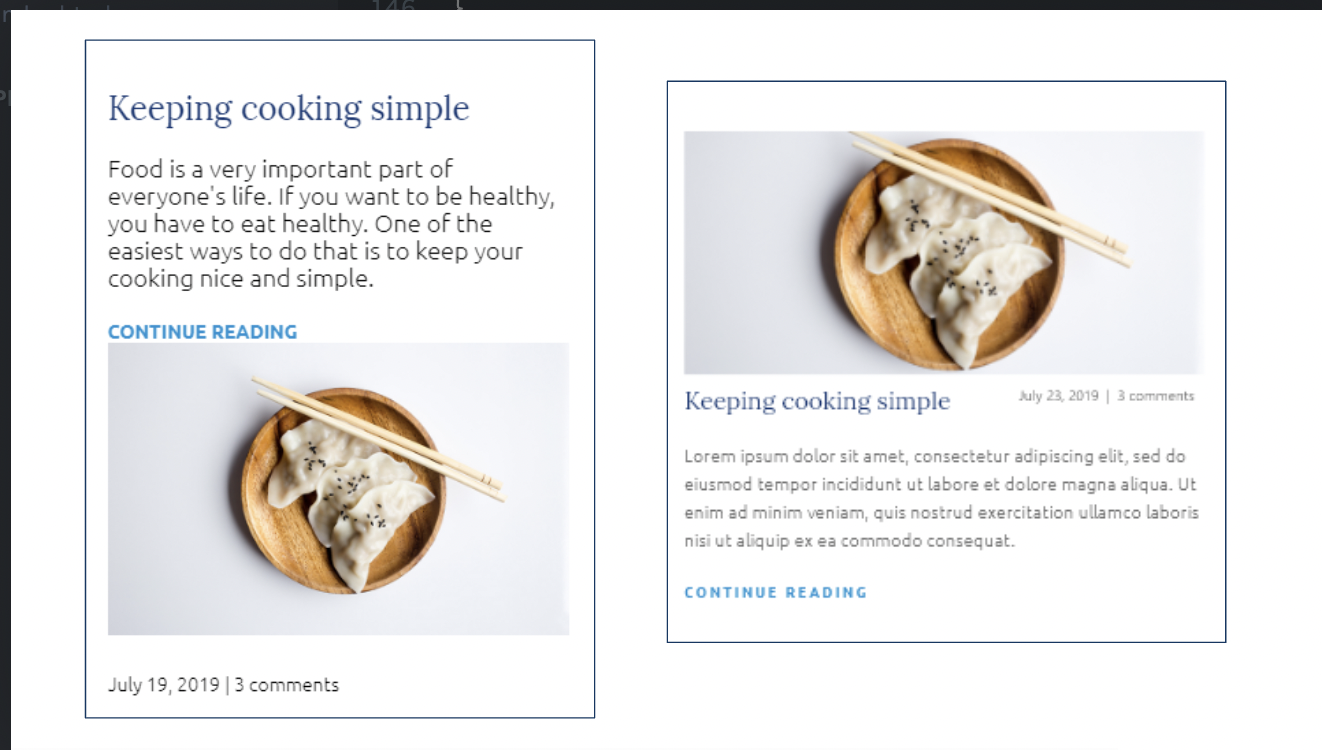 146
Keeping cooking simple
Food is a very important part of
everyone's life. If you want to be healthy,
you have to eat healthy. One of the
easiest ways to do that is to keep your
cooking nice and simple.
CONTINUE READING
July 19, 2019 | 3 comments
Keeping cooking simple
July 23, 2019 | 3 comments
Lorem ipsum dolor sit amet, consectetur adipiscing elit, sed do
eiusmod tempor incididunt ut labore et dolore magna aliqua. Ut
enim ad minim veniam, quis nostrud exercitation ullamco laboris
nisi ut aliquip ex ea commodo consequat.
CONTINUE READING